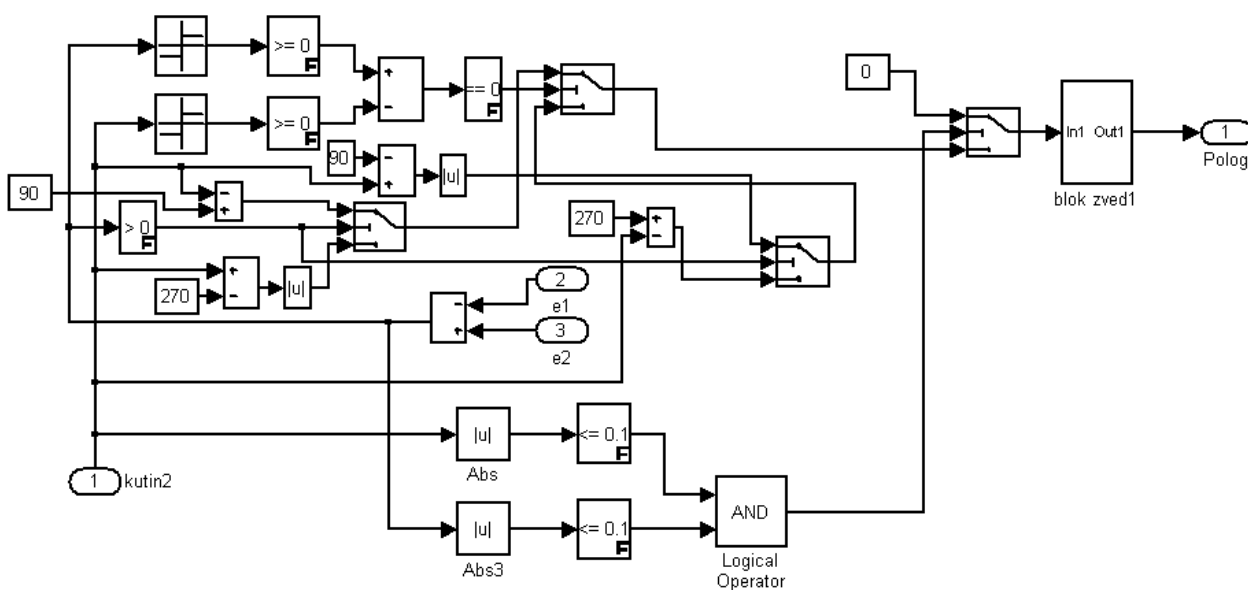 >= 0
F
+
-
== 0
F
0
>= 0
F
In1 Out1
1
Polog
blok zved1
90
-
+
|u|
90
-
+
> 0
F
270
+
-
270
+
-
|u|
2
e1
-
+
3
e2
|u|
Abs
<= 0.1
F
1
kutin2
|u|
Abs3
<= 0.1
F
AND
Logical
Operator